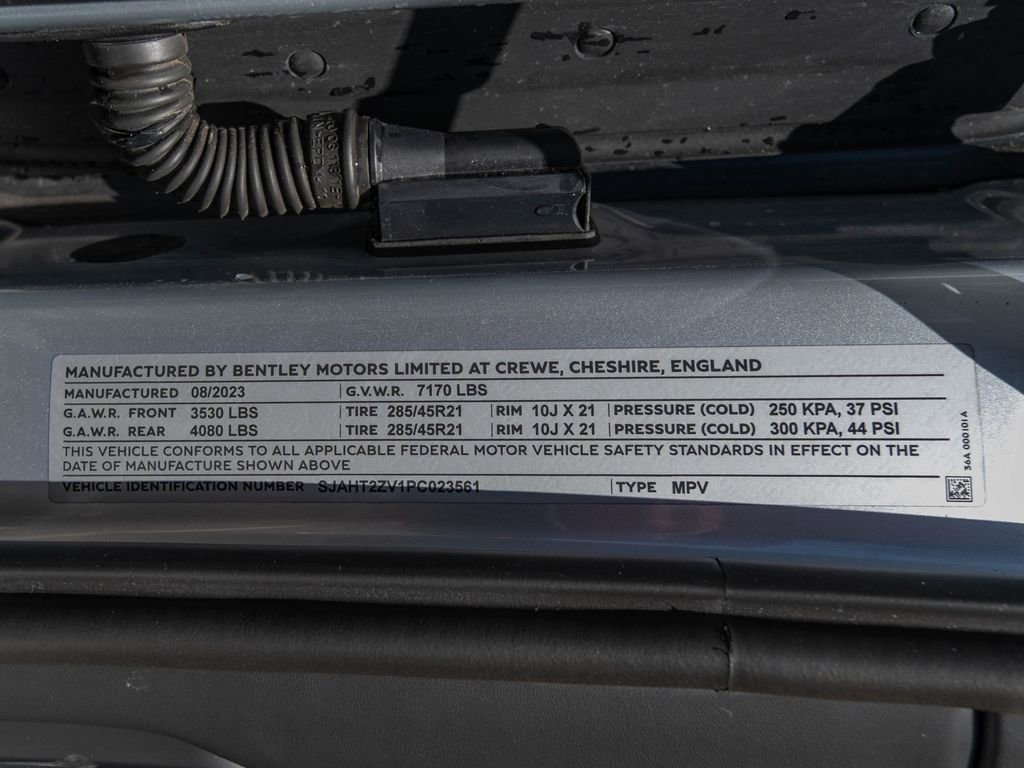 MANUFACTURED BY BENTLEY MOTORS LIMITED AT CREWE, CHESHIRE, ENGLAND
MANUFACTURED 08/2023 G.V.W.R. 7170 LBS
G.A.W.R. FRONT 3530 LBS TIRE 285/45R21 RIM 10J X 21 PRESSURE (COLD) 250 KPA, 37 PSI
G.A.W.R. REAR 4080 LBS TIRE 285/45R21 RIM 10J X 21 PRESSURE (COLD) 300 KPA, 44 PSI
THIS VEHICLE CONFORMS TO ALL APPLICABLE FEDERAL MOTOR VEHICLE SAFETY STANDARDS IN EFFECT ON THE
DATE OF MANUFACTURE SHOWN ABOVE
VEHICLE IDENTIFICATION NUMBER SJAHT2ZV1PC023561 TYPE MPV
36A 000101A